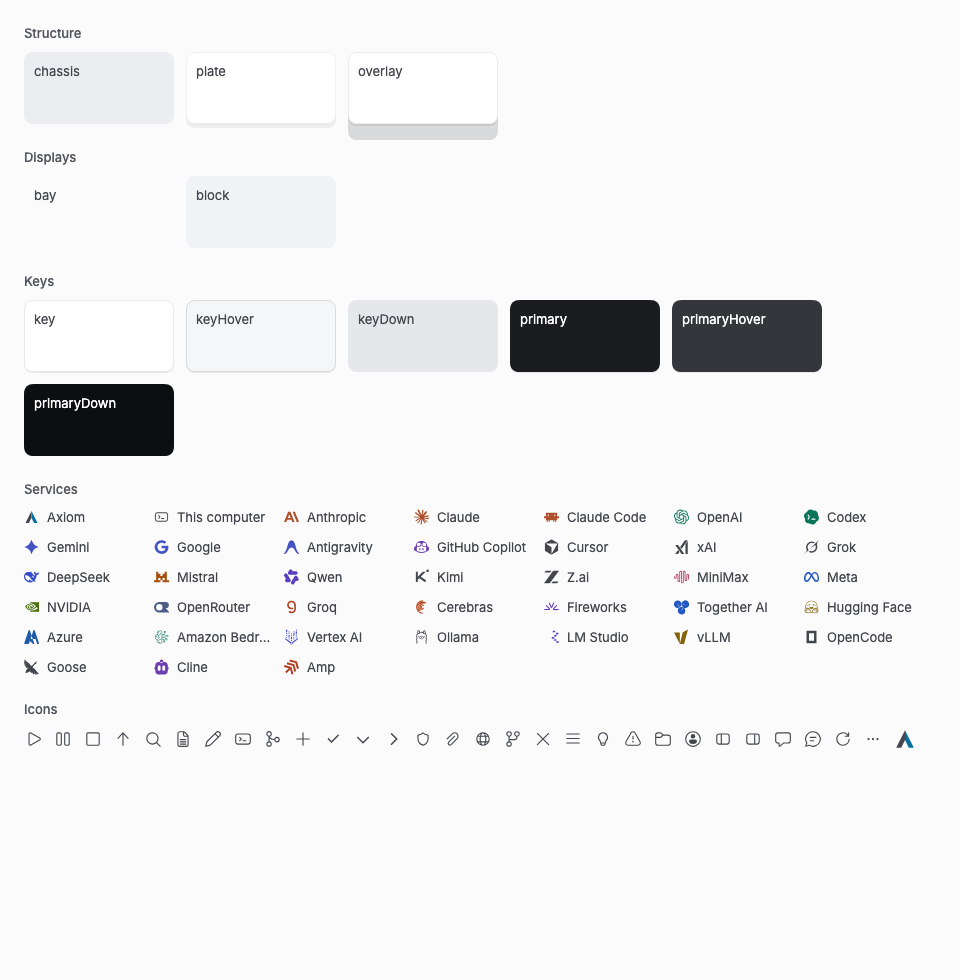 Structure
chassis plate overlay
Displays
bay block
Keys
key keyHover keyDown primary primaryHover
primaryDown
Services
Axiom This computer Anthropic Claude Claude Code OpenAI Codex
Gemini Google Antigravity GitHub Copilot Cursor xAI Grok
DeepSeek Mistral Qwen Kimi Z.ai MiniMax Meta
NVIDIA OpenRouter Groq Cerebras Fireworks Together AI Hugging Face
Azure Amazon Bedr... Vertex AI Ollama LM Studio vLLM OpenCode
Goose Cline Amp
Icons